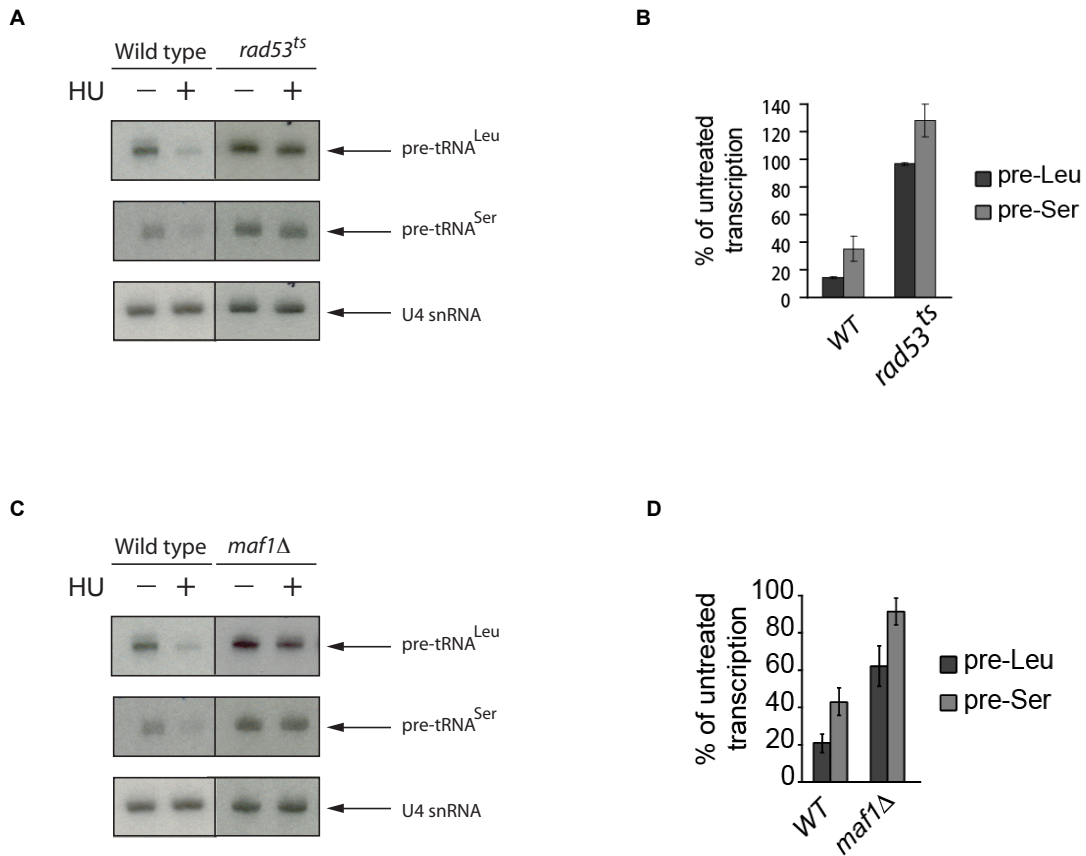 A
Wild type rad53ts
HU − + − +
pre-tRNALeu
pre-tRNASer
U4 snRNA
B
% of untreated
transcription
140
120
100
80
60
40
20
0
WT
rad53ts
pre-Leu
pre-Ser
C
Wild type maf1Δ
HU − + − +
pre-tRNALeu
pre-tRNASer
U4 snRNA
D
% of untreated
transcription
100
80
60
40
20
0
WT
maf1Δ
pre-Leu
pre-Ser